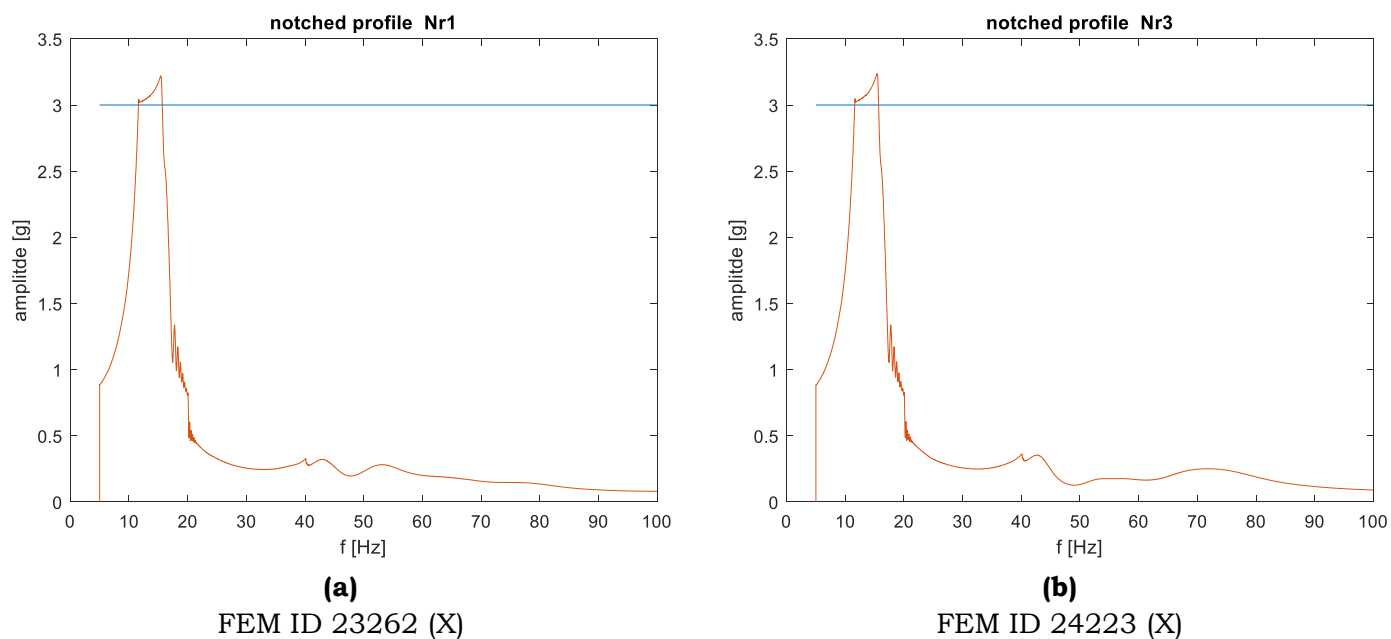 notched profile  Nr1
3.5
3
2.5
2
1.5
1
0.5
0
amplitde [g]
0 10 20 30 40 50 60 70 80 90 100
f [Hz]
(a)
FEM ID 23262 (X)
notched profile  Nr3
3.5
3
2.5
2
1.5
1
0.5
0
amplitde [g]
0 10 20 30 40 50 60 70 80 90 100
f [Hz]
(b)
FEM ID 24223 (X)